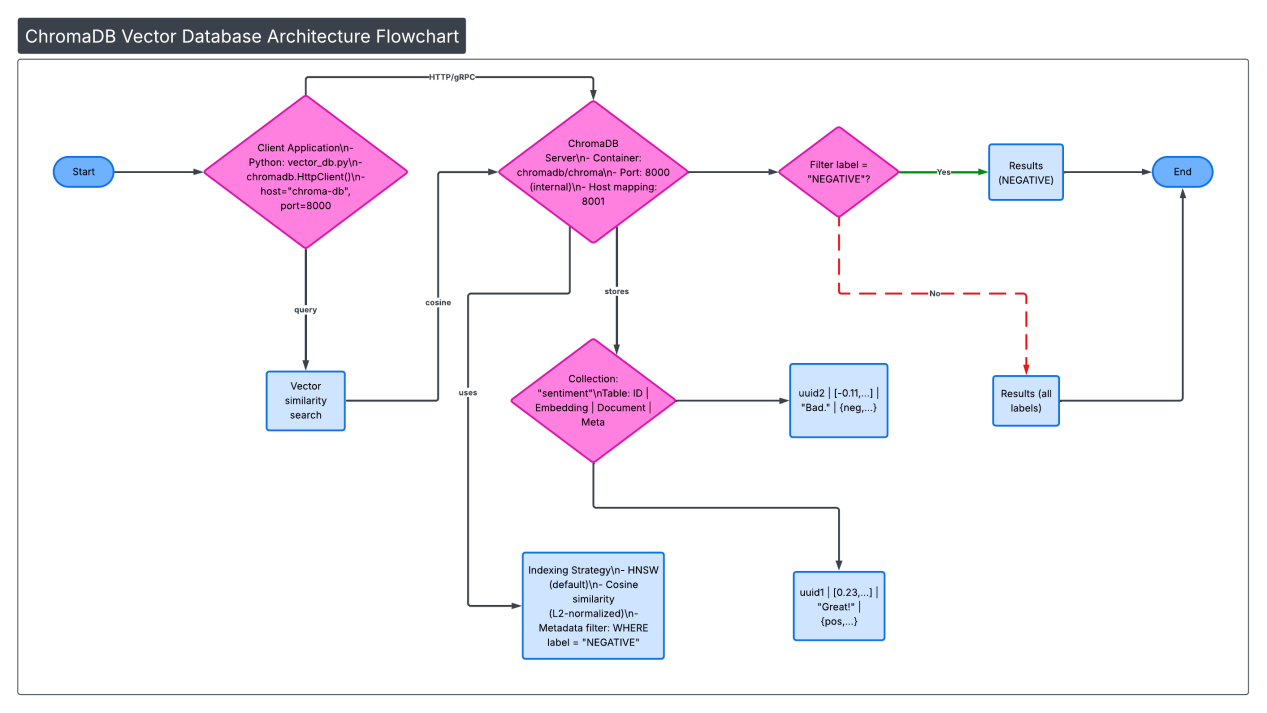 ChromaDB Vector Database Architecture Flowchart
HTTP/gRPC
Start
Client Application\n-
Python: vector_db.py\n-
chromadb.HttpClient()\n-
host="chroma-db",
port=8000
ChromaDB
Server\n- Container:
chromadb/chroma\n- Port: 8000
(internal)\n- Host mapping:
8001
Filter label =
"NEGATIVE"?
Yes
Results
(NEGATIVE)
End
query
cosine
stores
No
Vector
similarity
search
uses
Collection:
"sentiment"\nTable: ID |
Embedding | Document |
Meta
uuid2 | [-0.11,...] |
"Bad." | {neg,...}
Results (all
labels)
Indexing Strategy\n- HNSW
(default)\n- Cosine
similarity
(L2-normalized)\n-
Metadata filter: WHERE
label = "NEGATIVE"
uuid1 | [0.23,...] |
"Great!" |
{pos,...}